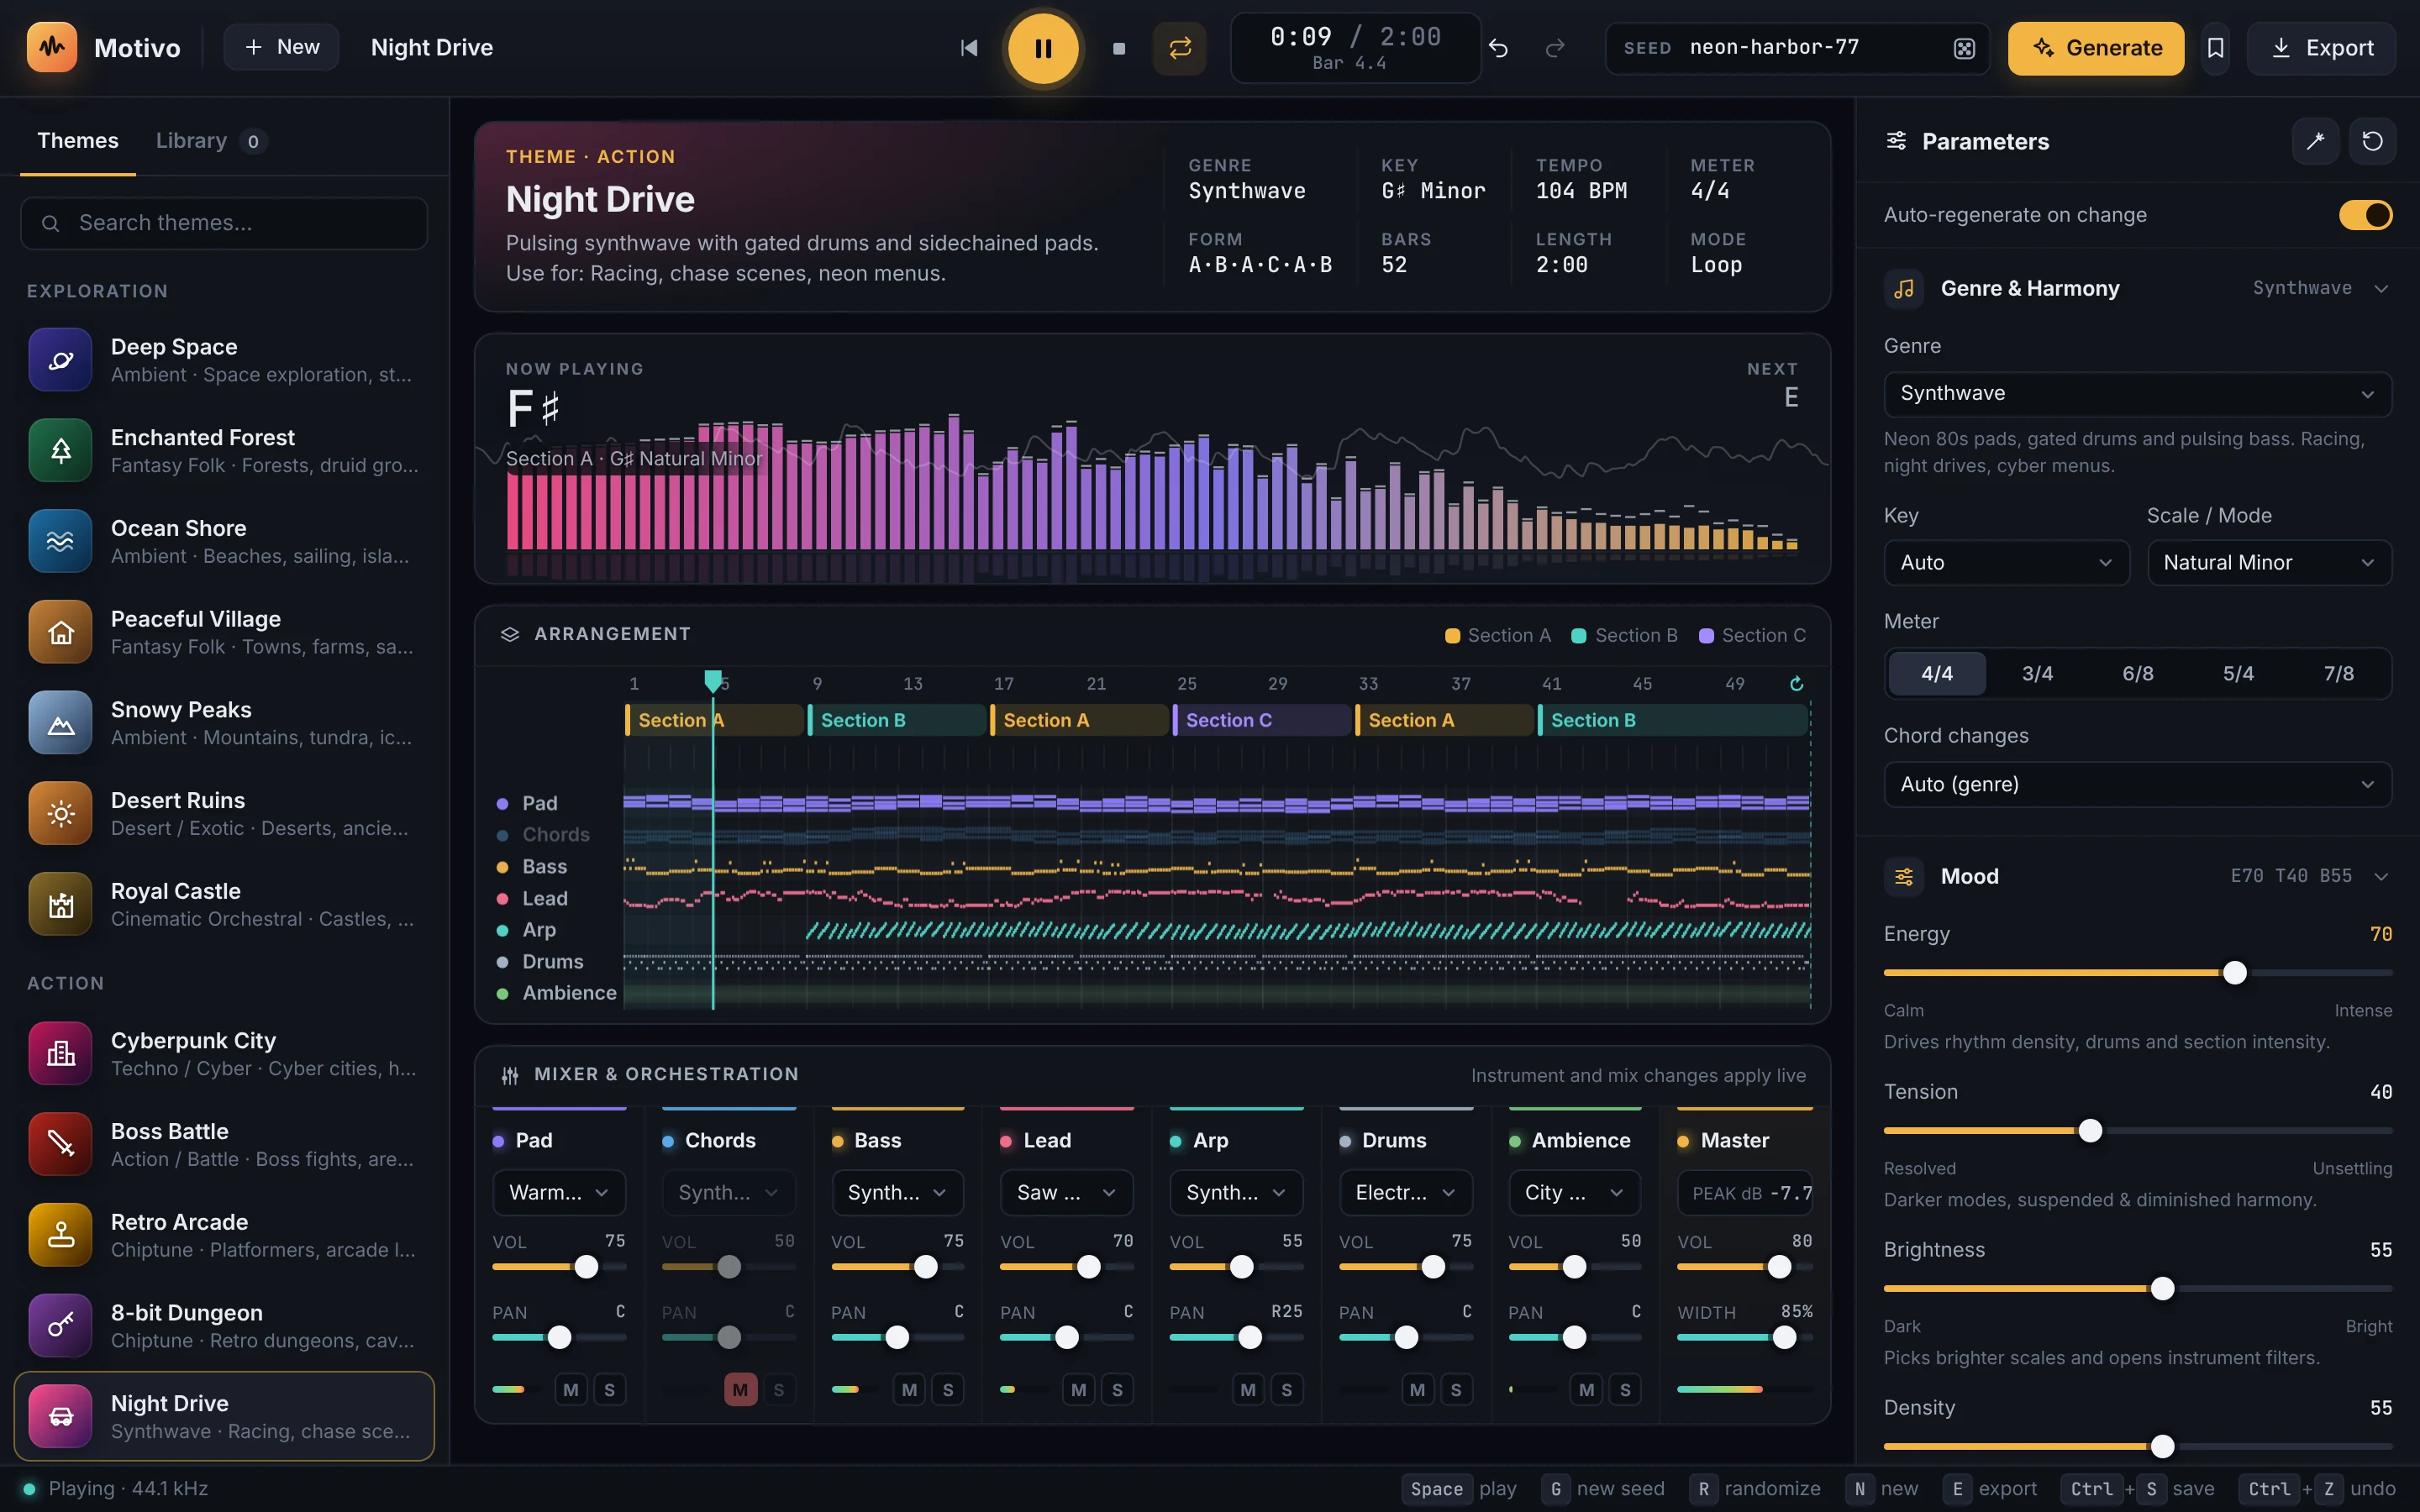 Motivo
New
Night Drive
0:09 / 2:00
Bar 4.4
SEED neon-harbor-77
Generate
Export
Themes
Library 0
Search themes...
EXPLORATION
Deep Space
Ambient · Space exploration, st...
Enchanted Forest
Fantasy Folk · Forests, druid gro...
Ocean Shore
Ambient · Beaches, sailing, isla...
Peaceful Village
Fantasy Folk · Towns, farms, sa...
Snowy Peaks
Ambient · Mountains, tundra, ic...
Desert Ruins
Desert / Exotic · Deserts, ancie...
Royal Castle
Cinematic Orchestral · Castles, ...
ACTION
Cyberpunk City
Techno / Cyber · Cyber cities, h...
Boss Battle
Action / Battle · Boss fights, are...
Retro Arcade
Chiptune · Platformers, arcade l...
8-bit Dungeon
Chiptune · Retro dungeons, cav...
Night Drive
Synthwave · Racing, chase sce...
THEME · ACTION
Night Drive
Pulsing synthwave with gated drums and sidechained pads.
Use for: Racing, chase scenes, neon menus.
GENRE KEY TEMPO METER
Synthwave G♯ Minor 104 BPM 4/4
FORM BARS LENGTH MODE
A·B·A·C·A·B 52 2:00 Loop
NOW PLAYING NEXT
F♯ E
Section A · G♯ Natural Minor
ARRANGEMENT Section A Section B Section C
1 5 9 13 17 21 25 29 33 37 41 45 49
Section A Section B Section A Section C Section A Section B
Pad
Chords
Bass
Lead
Arp
Drums
Ambience
MIXER & ORCHESTRATION Instrument and mix changes apply live
Pad Chords Bass Lead Arp Drums Ambience Master
Warm... Synth... Synth... Saw ... Synth... Electr... City ... PEAK dB -7.7
VOL 75 VOL 50 VOL 75 VOL 70 VOL 55 VOL 75 VOL 50 VOL 80
PAN C PAN C PAN C PAN C PAN R25 PAN C PAN C WIDTH 85%
M S M S M S M S M S M S M S
Parameters
Auto-regenerate on change
Genre & Harmony Synthwave
Genre
Synthwave
Neon 80s pads, gated drums and pulsing bass. Racing,
night drives, cyber menus.
Key Scale / Mode
Auto Natural Minor
Meter
4/4 3/4 6/8 5/4 7/8
Chord changes
Auto (genre)
Mood E70 T40 B55
Energy 70
Calm Intense
Drives rhythm density, drums and section intensity.
Tension 40
Resolved Unsettling
Darker modes, suspended & diminished harmony.
Brightness 55
Dark Bright
Picks brighter scales and opens instrument filters.
Density 55
Playing · 44.1 kHz
Space play G new seed R randomize N new E export Ctrl + S save Ctrl + Z undo